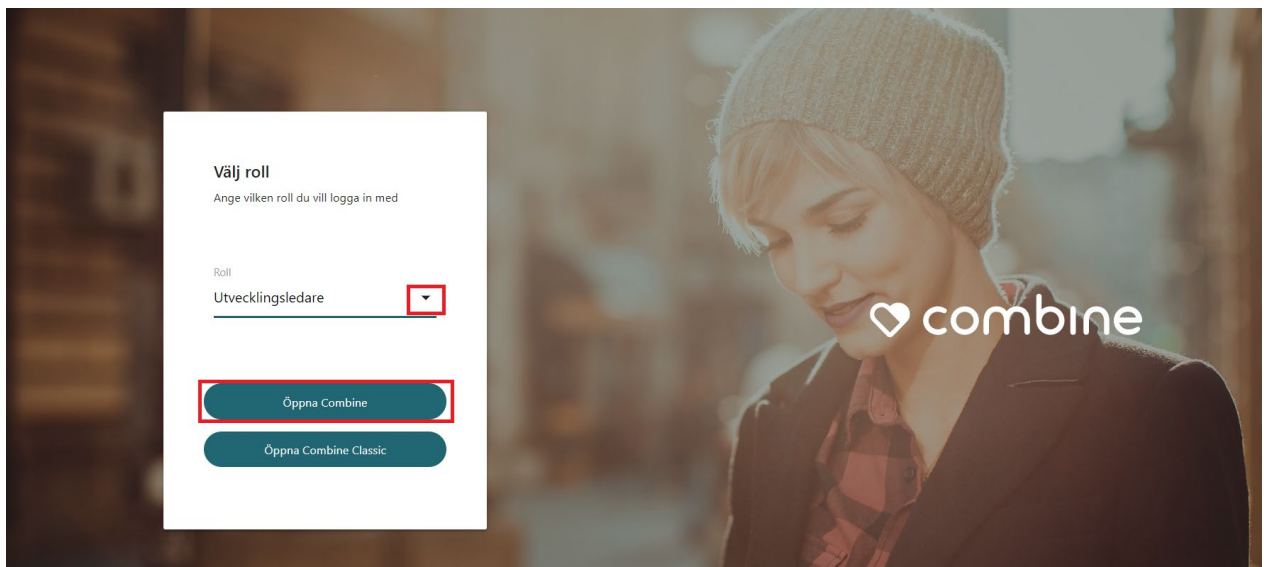 Välj roll
Ange vilken roll du vill logga in med
Roll
Utvecklingsledare
Öppna Combine
Öppna Combine Classic
combine